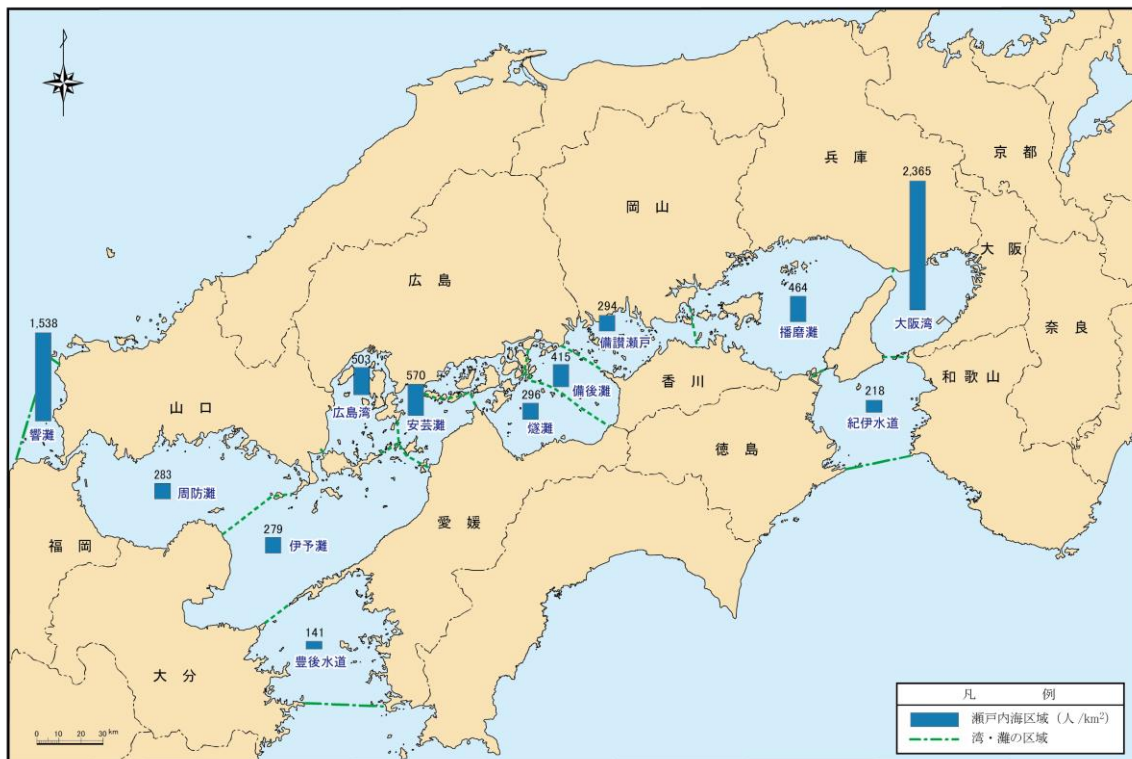 兵 庫
京 都
2,365
岡 山
大 阪
広 島
464
294
大阪湾
1,538
播磨灘
備讃瀬戸
奈 良
503
415
570
香 川
和 歌 山
備後灘
山 口
広島湾
296
218
安芸灘
燧灘
紀伊水道
響灘
徳 島
283
周防灘
愛 媛
279
福 岡
伊予灘
141
豊後水道
大 分
凡 例
瀬戸内海区域（人 /km²）
湾・灘の区域
0 10 20 30 km